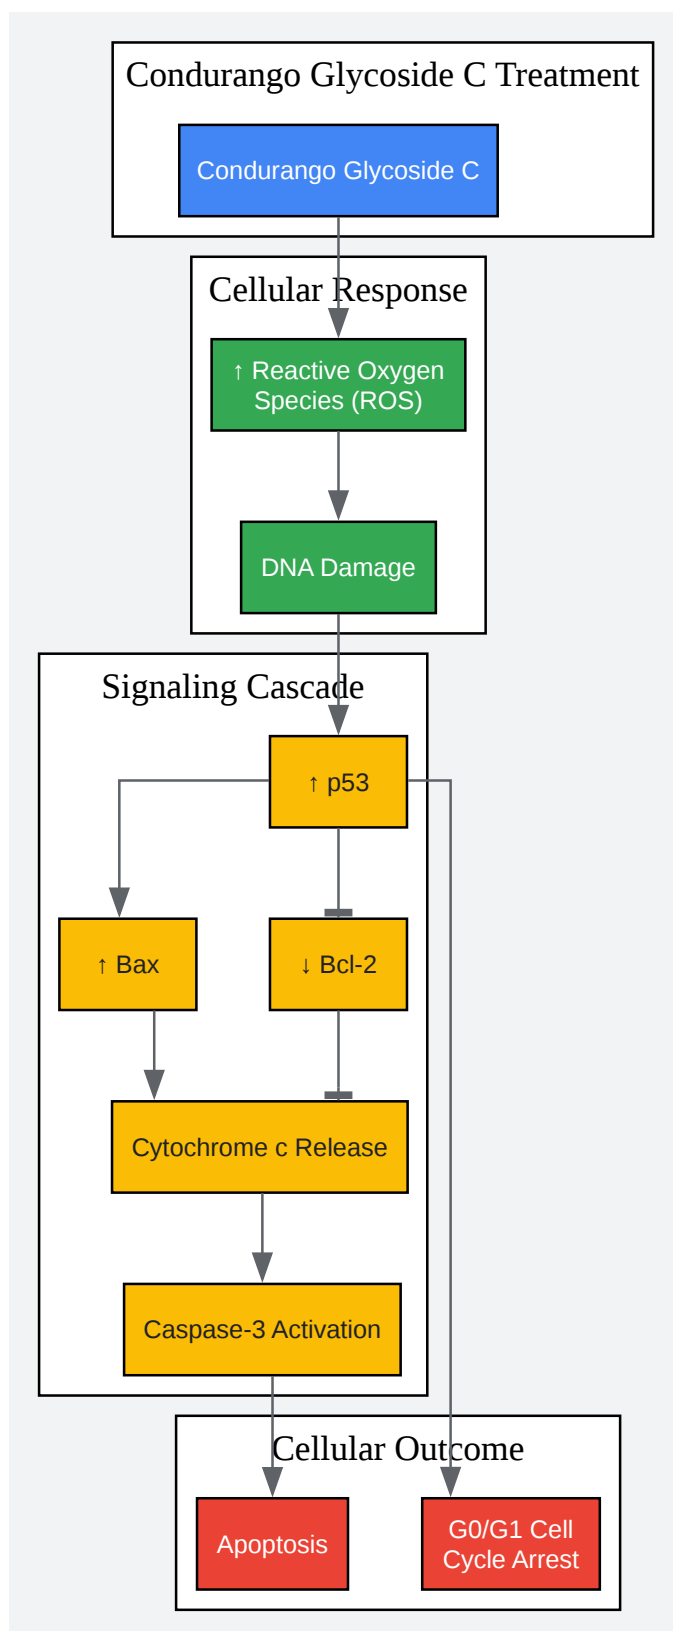 Condurango Glycoside C Treatment
Condurango Glycoside C
Cellular Response
↑ Reactive Oxygen
Species (ROS)
DNA Damage
Signaling Cascade
↑ p53
↑ Bax
↓ Bcl-2
Cytochrome c Release
Caspase-3 Activation
Cellular Outcome
Apoptosis
G0/G1 Cell
Cycle Arrest